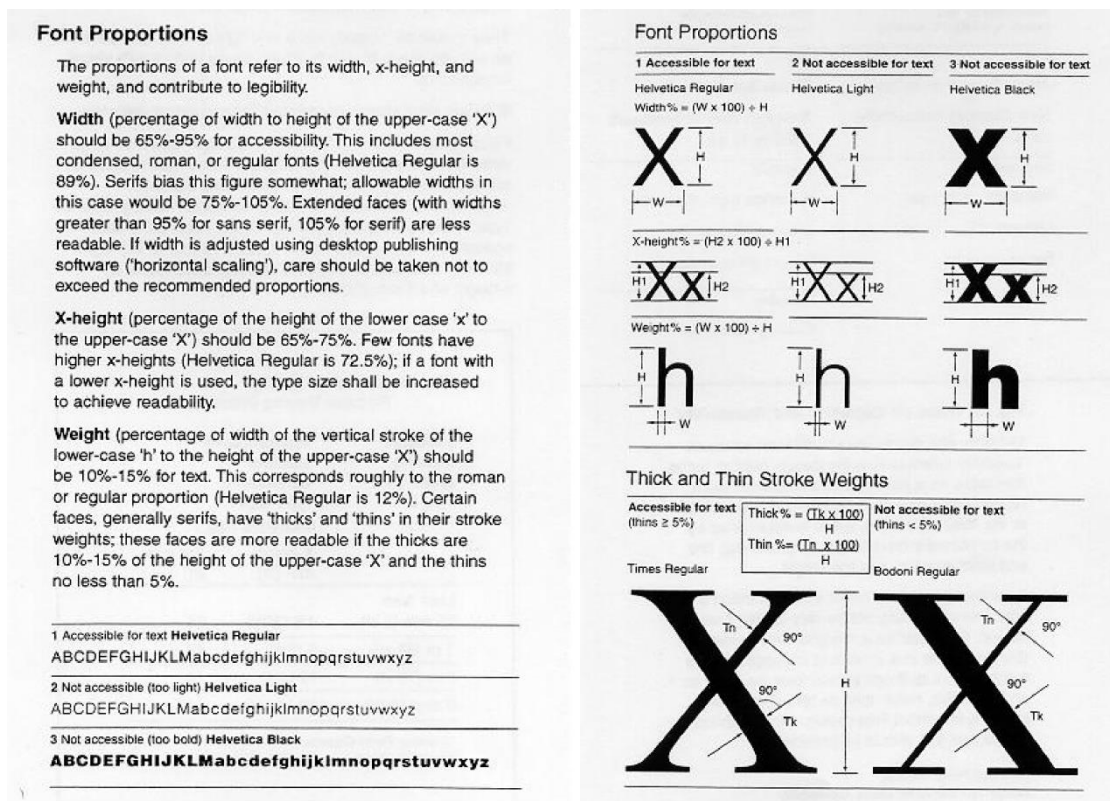 Font Proportions
The proportions of a font refer to its width, x-height, and
weight, and contribute to legibility.
Width (percentage of width to height of the upper-case ‘X’)
should be 65%-95% for accessibility. This includes most
condensed, roman, or regular fonts (Helvetica Regular is
89%). Serifs bias this figure somewhat; allowable widths in
this case would be 75%-105%. Extended faces (with widths
greater than 95% for sans serif, 105% for serif) are less
readable. If width is adjusted using desktop publishing
software (‘horizontal scaling’), care should be taken not to
exceed the recommended proportions.
X-height (percentage of the height of the lower case ‘x’ to
the upper-case ‘X’) should be 65%-75%. Few fonts have
higher x-heights (Helvetica Regular is 72.5%); if a font with
a lower x-height is used, the type size shall be increased
to achieve readability.
Weight (percentage of width of the vertical stroke of the
lower-case ‘h’ to the height of the upper-case ‘X’) should
be 10%-15% for text. This corresponds roughly to the roman
or regular proportion (Helvetica Regular is 12%). Certain
faces, generally serifs, have ‘thicks’ and ‘thins’ in their stroke
weights; these faces are more readable if the thicks are
10%-15% of the height of the upper-case ‘X’ and the thins
no less than 5%.
1 Accessible for text Helvetica Regular
ABCDEFGHIJKLMabcdefghijklmnopqrstuvwxyz
2 Not accessible (too light) Helvetica Light
ABCDEFGHIJKLMabcdefghijklmnopqrstuvwxyz
3 Not accessible (too bold) Helvetica Black
ABCDEFGHIJKLMabcdefghijklmnopqrstuvwxyz
Font Proportions
1 Accessible for text 2 Not accessible for text 3 Not accessible for text
Helvetica Regular Helvetica Light Helvetica Black
Width% = (W x 100) ÷ H
X H X H X H
W W W
X-height% = (H2 x 100) ÷ H1
H1 Xx H2 H1 Xx H2 H1 Xx H2
Weight% = (W x 100) ÷ H
H h H h H h
W W W
Thick and Thin Stroke Weights
Accessible for text
(thins ≥ 5%)
Thick% = (Tk x 100)
H
Thin %= (Tn x 100)
H
Not accessible for text
(thins < 5%)
Times Regular
Bodoni Regular
X Tn 90° H X Tn 90°
90° Tk 90° Tk